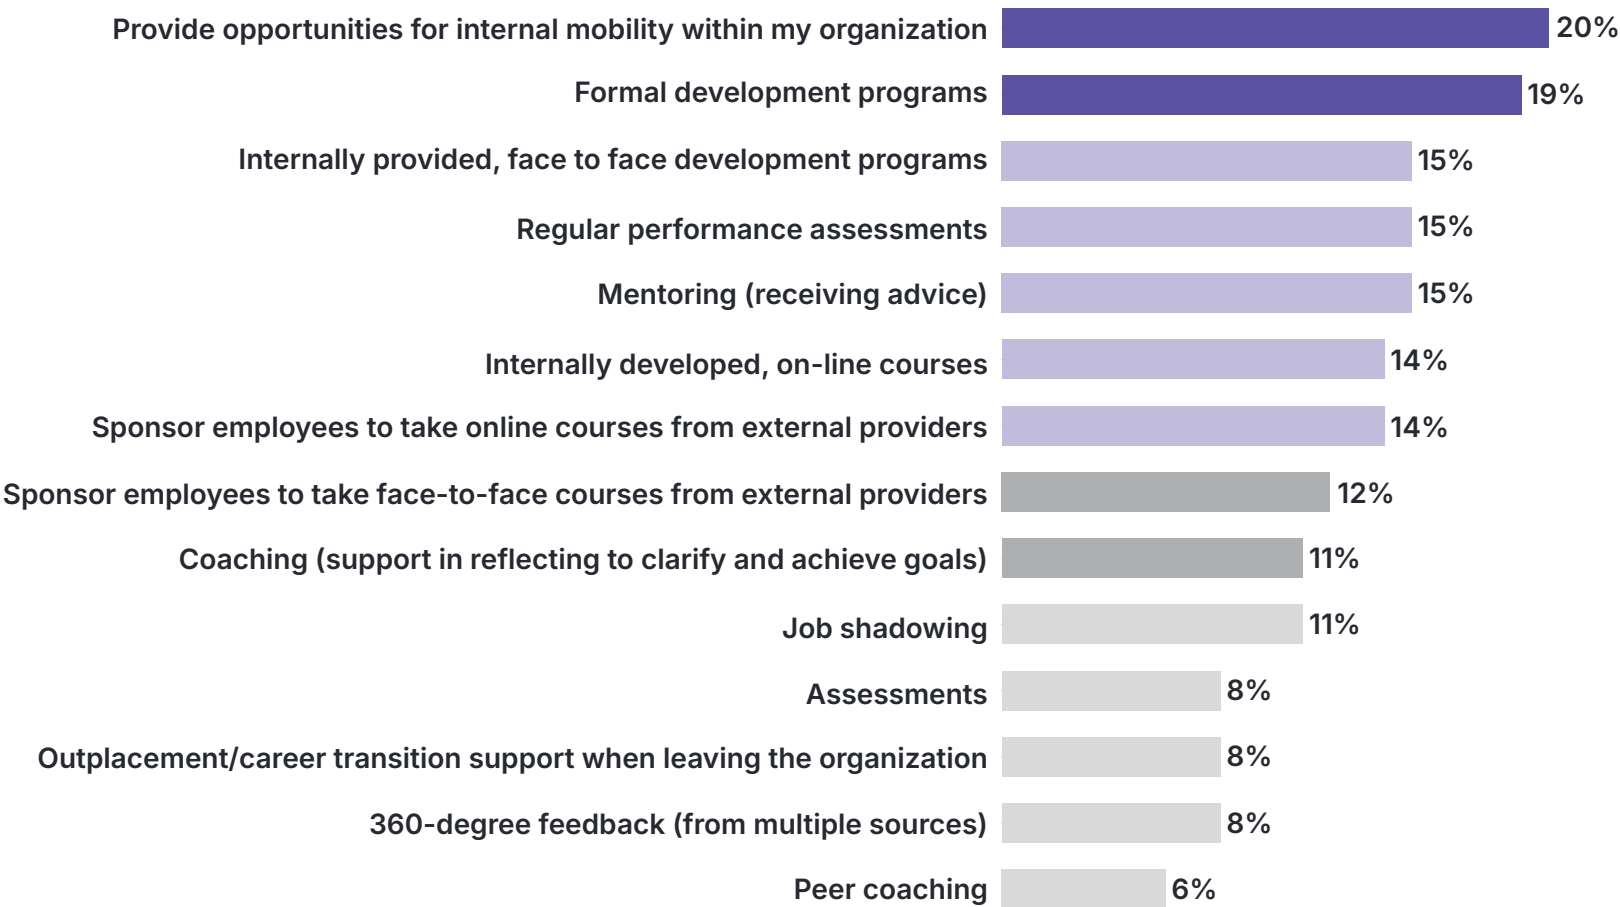 Provide opportunities for internal mobility within my organization 20%
Formal development programs 19%
Internally provided, face to face development programs 15%
Regular performance assessments 15%
Mentoring (receiving advice) 15%
Internally developed, on-line courses 14%
Sponsor employees to take online courses from external providers 14%
Sponsor employees to take face-to-face courses from external providers 12%
Coaching (support in reflecting to clarify and achieve goals) 11%
Job shadowing 11%
Assessments 8%
Outplacement/career transition support when leaving the organization 8%
360-degree feedback (from multiple sources) 8%
Peer coaching 6%